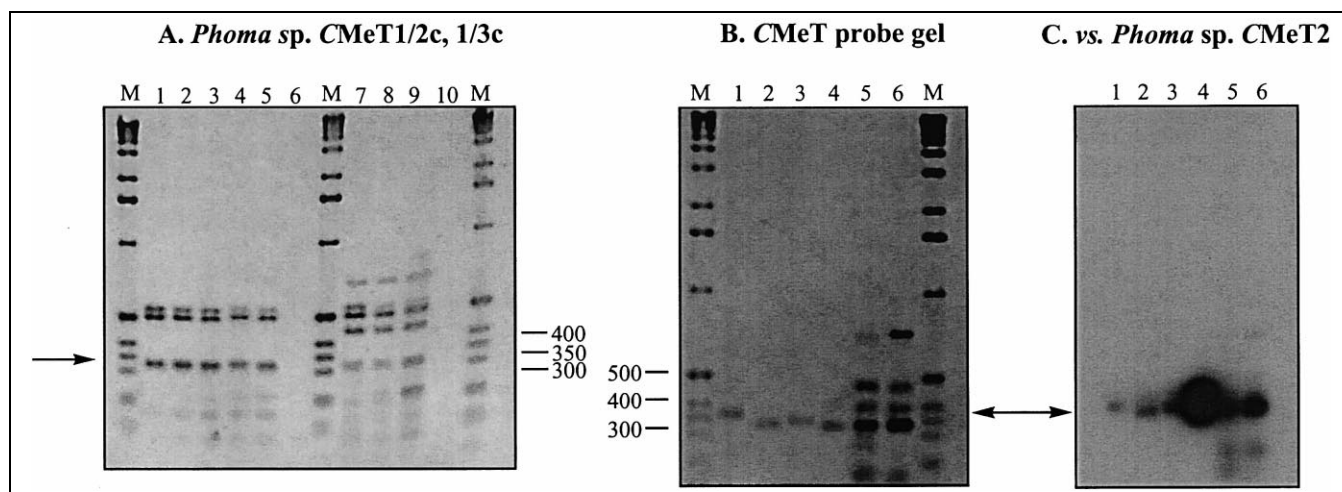 A. Phoma sp. CMeT1/2c, 1/3c
B. CMeT probe gel
C. vs. Phoma sp. CMeT2
M 1 2 3 4 5 6 M 7 8 9 10 M
400
350
300
M 1 2 3 4 5 6 M
500
400
300
1 2 3 4 5 6